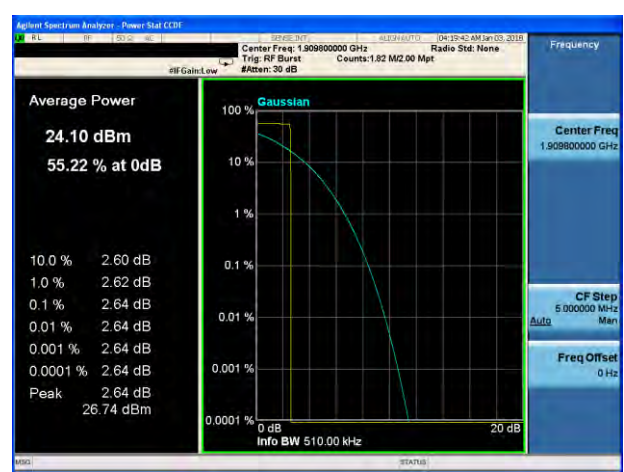 Agilent Spectrum Analyzer - Power Stat CCDF
RL RF 50 Ω AC SENSE:INT ALIGN AUTO 04:19:42 AM Jan 03, 2018
Center Freq: 1.909800000 GHz Radio Std: None
Trig: RF Burst Counts:1.82 M/2.00 Mpt
#IFGain:Low #Atten: 30 dB
Frequency
Average Power
24.10 dBm
55.22 % at 0dB
10.0 % 2.60 dB
1.0 % 2.62 dB
0.1 % 2.64 dB
0.01 % 2.64 dB
0.001 % 2.64 dB
0.0001 % 2.64 dB
Peak 2.64 dB
26.74 dBm
Gaussian
100 %
10 %
1 %
0.1 %
0.01 %
0.001 %
0.0001 %
0 dB 20 dB
Info BW 510.00 kHz
Center Freq
1.909800000 GHz
CF Step
5.000000 MHz
Auto Man
Freq Offset
0 Hz
MSG STATUS